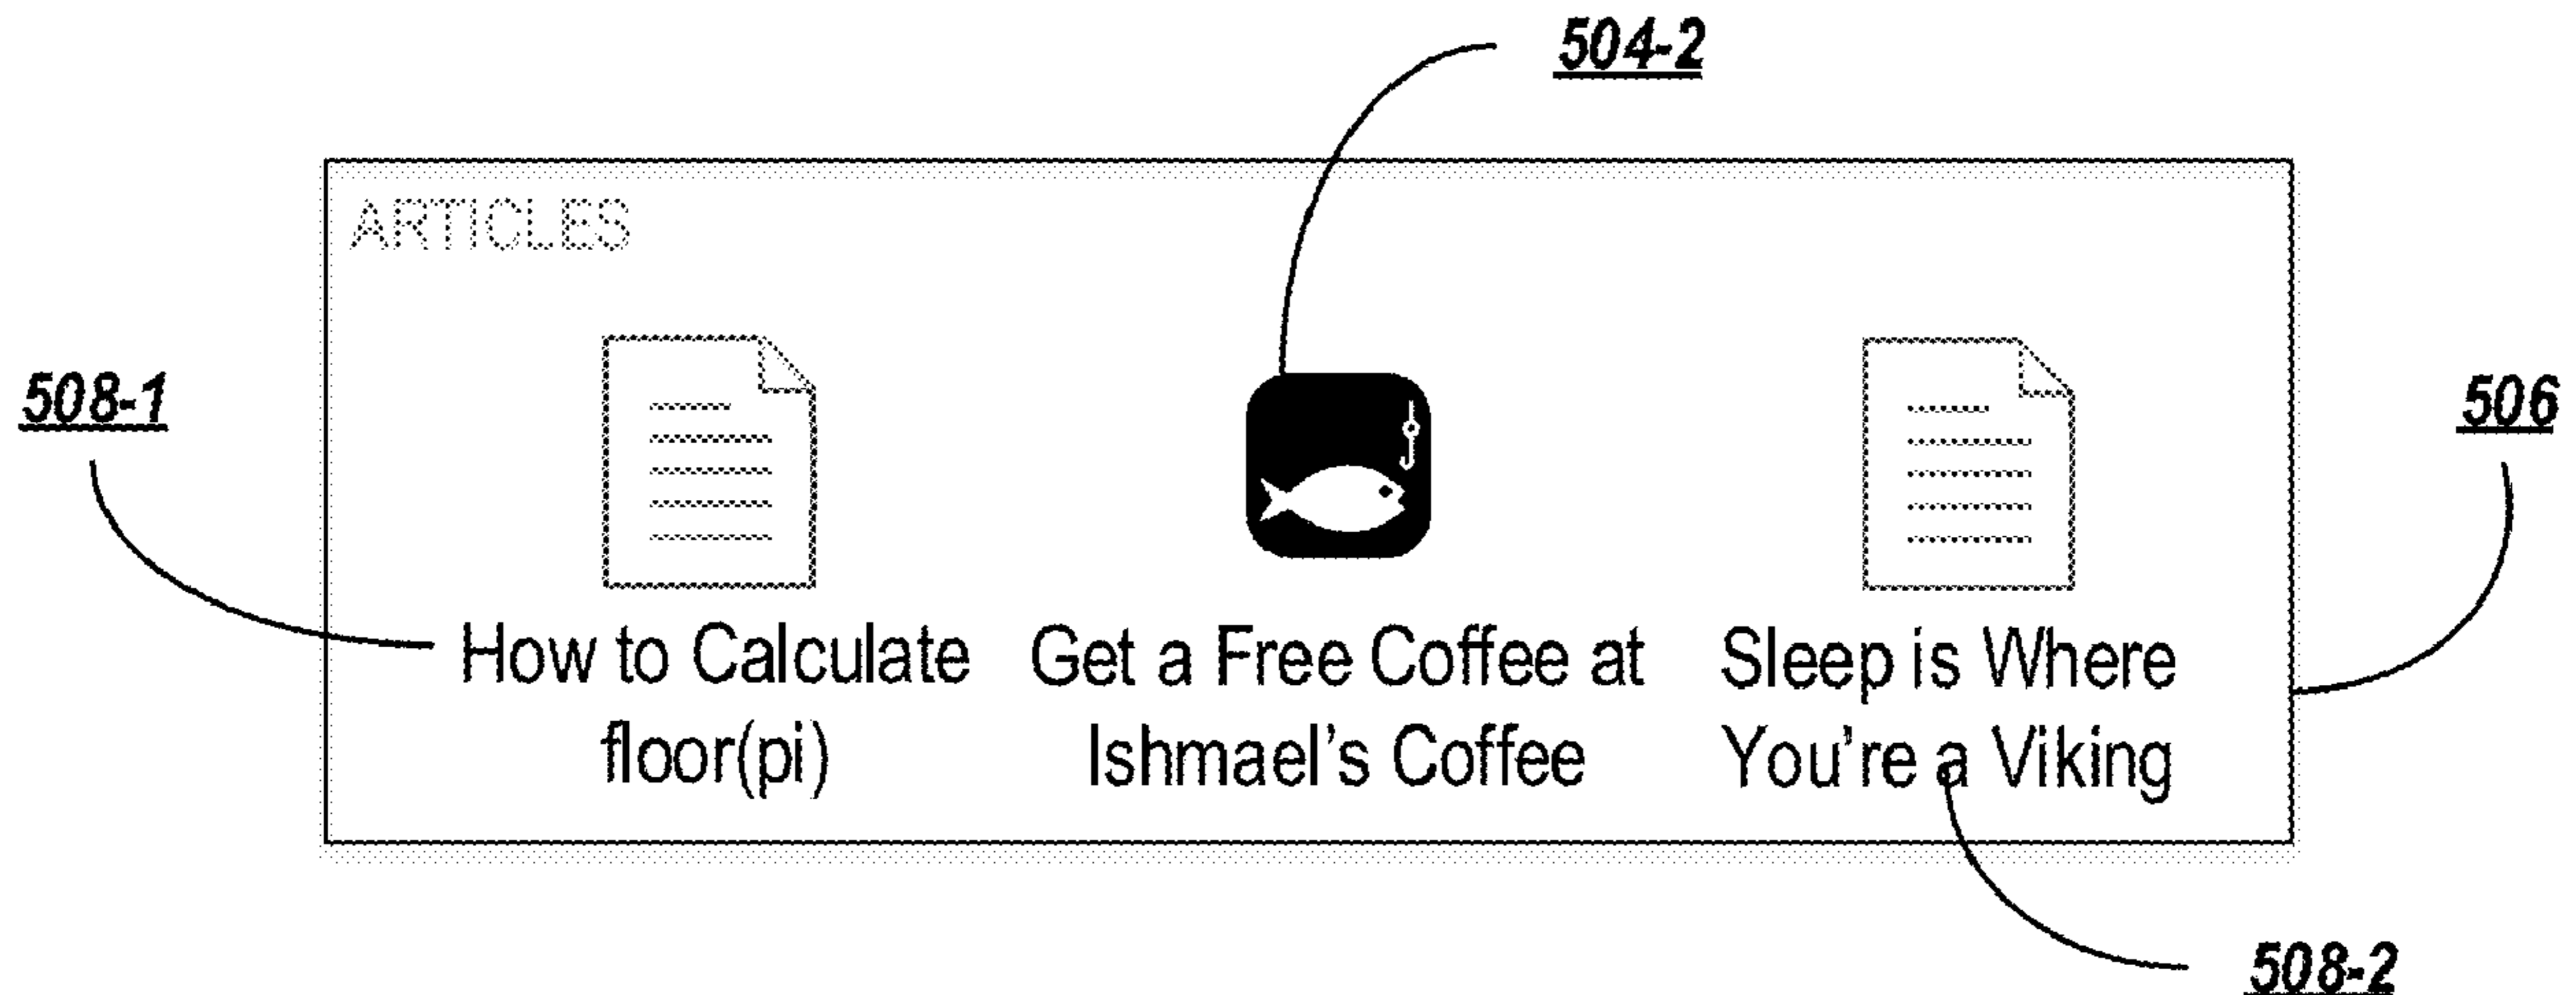 504-2
ARTICLES
508-1
506
How to Calculate
floor(pi)
Get a Free Coffee at
Ishmael's Coffee
Sleep is Where
You're a Viking
508-2